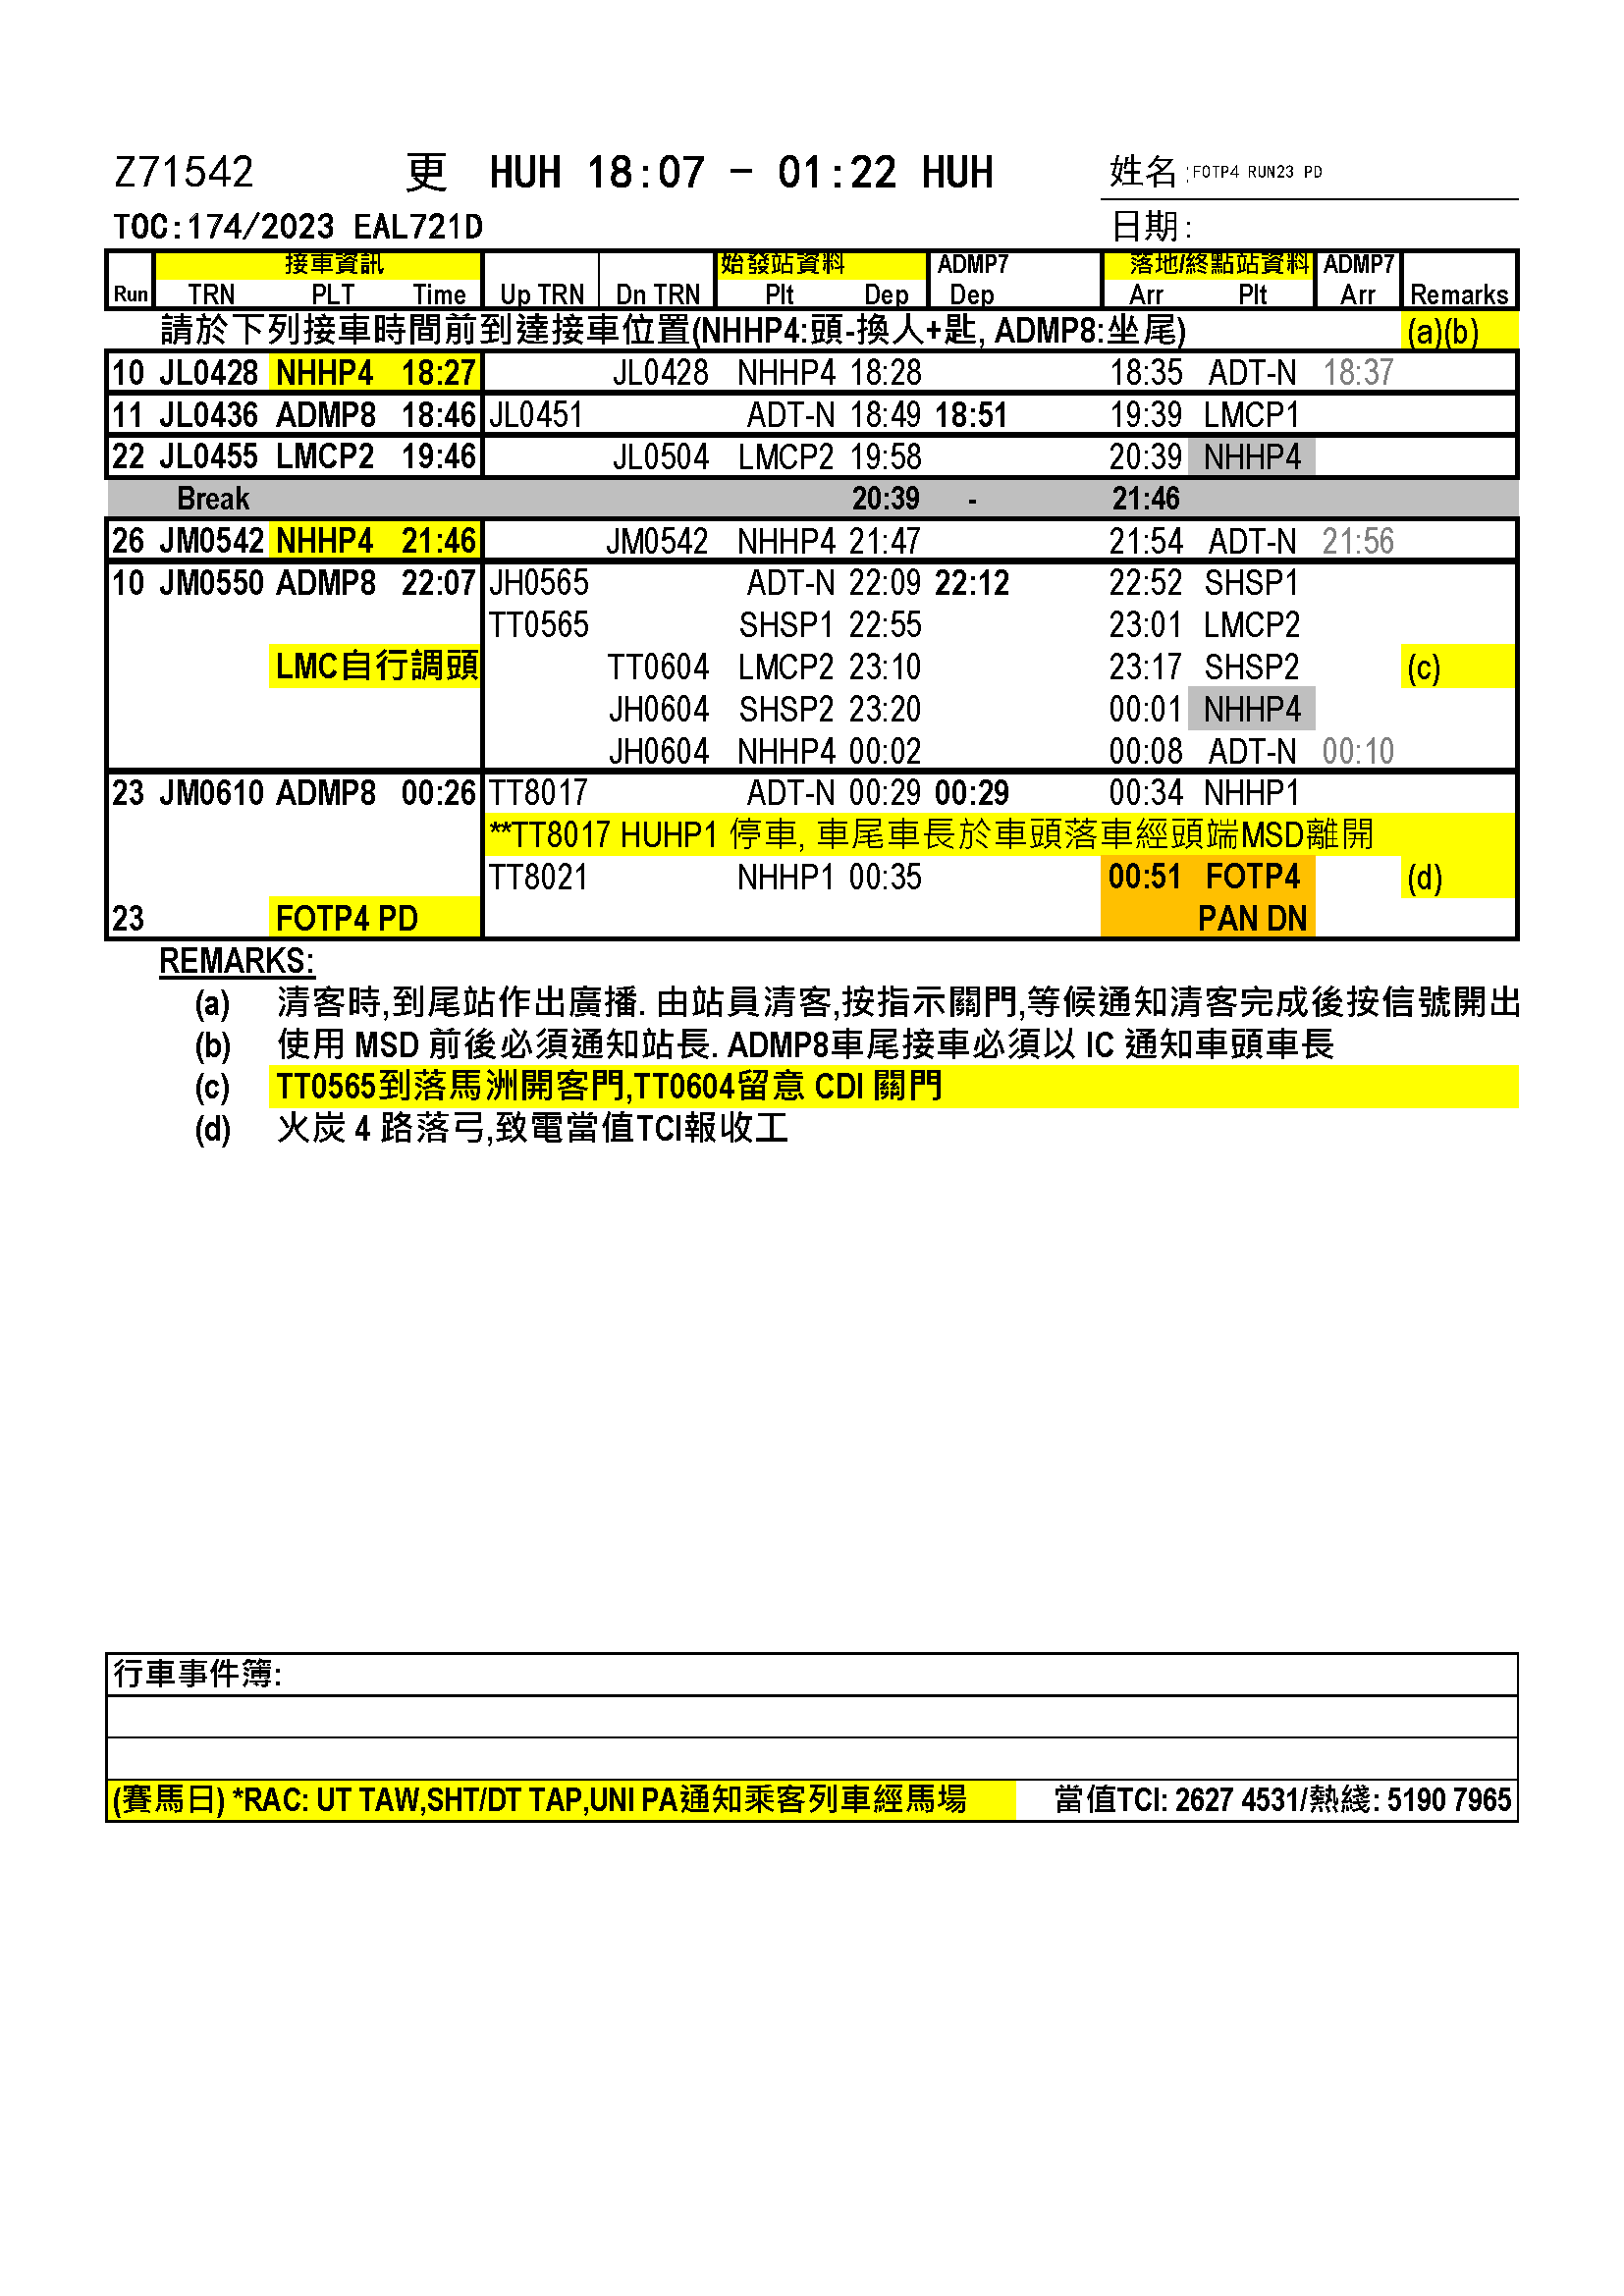 Z71542 更 HUH 18:07 - 01:22 HUH 姓名:FOTP4 RUN23 PD
TOC:174/2023 EAL721D 日期:
接車資訊 始發站資料 ADMP7 落地/終點站資料 ADMP7
Run TRN PLT Time Up TRN Dn TRN Plt Dep Dep Arr Plt Arr Remarks
請於下列接車時間前到達接車位置(NHHP4:頭-換人+匙, ADMP8:坐尾) (a)(b)
10 JL0428 NHHP4 18:27 JL0428 NHHP4 18:28 18:35 ADT-N 18:37
11 JL0436 ADMP8 18:46 JL0451 ADT-N 18:49 18:51 19:39 LMCP1
22 JL0455 LMCP2 19:46 JL0504 LMCP2 19:58 20:39 NHHP4
Break 20:39 - 21:46
26 JM0542 NHHP4 21:46 JM0542 NHHP4 21:47 21:54 ADT-N 21:56
10 JM0550 ADMP8 22:07 JH0565 ADT-N 22:09 22:12 22:52 SHSP1
TT0565 SHSP1 22:55 23:01 LMCP2
LMC自行調頭 TT0604 LMCP2 23:10 23:17 SHSP2 (c)
JH0604 SHSP2 23:20 00:01 NHHP4
JH0604 NHHP4 00:02 00:08 ADT-N 00:10
23 JM0610 ADMP8 00:26 TT8017 ADT-N 00:29 00:29 00:34 NHHP1
**TT8017 HUHP1 停車, 車尾車長於車頭落車經頭端MSD離開
TT8021 NHHP1 00:35 00:51 FOTP4 (d)
23 FOTP4 PD PAN DN
REMARKS:
(a) 清客時,到尾站作出廣播. 由站員清客,按指示關門,等候通知清客完成後按信號開出
(b) 使用 MSD 前後必須通知站長. ADMP8車尾接車必須以 IC 通知車頭車長
(c) TT0565到落馬洲開客門,TT0604留意 CDI 關門
(d) 火炭 4 路落弓,致電當值TCI報收工
行車事件簿:
(賽馬日) *RAC: UT TAW,SHT/DT TAP,UNI PA通知乘客列車經馬場 當值TCI: 2627 4531/熱綫: 5190 7965